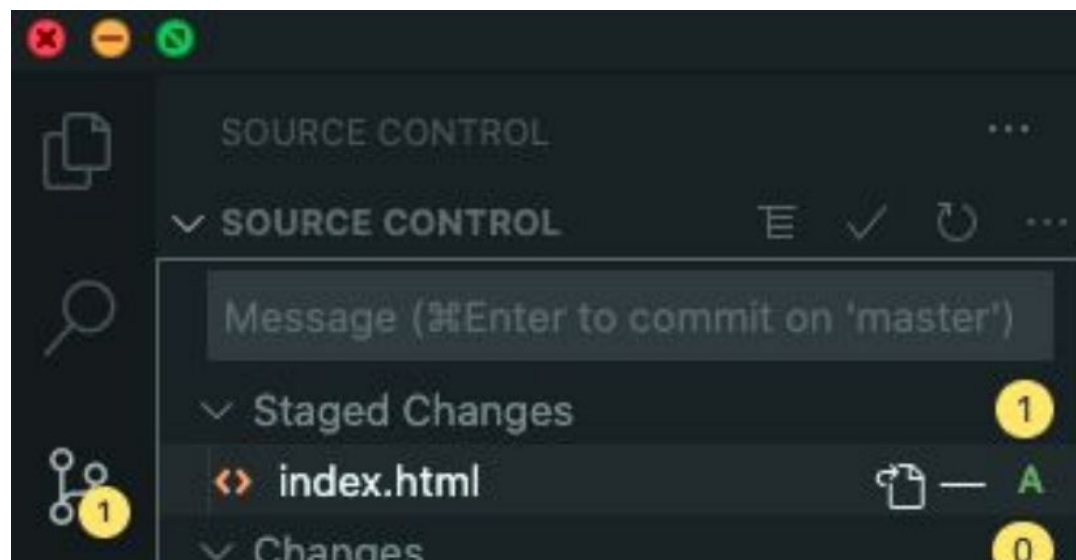 SOURCE CONTROL
SOURCE CONTROL
Message (⌘Enter to commit on 'master')
Staged Changes 1
index.html A
1
Changes 0